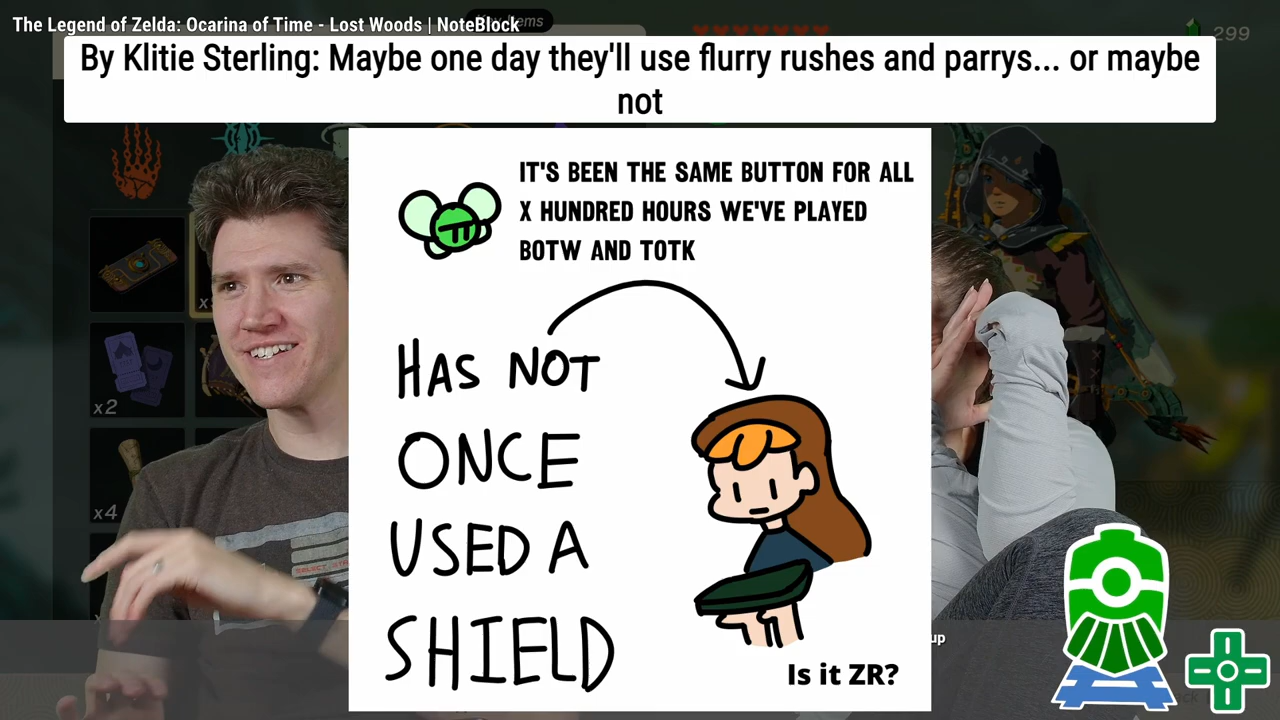 The Legend of Zelda: Ocarina of Time - Lost Woods | NoteBlock
299
By Klitie Sterling: Maybe one day they'll use flurry rushes and parrys... or maybe
not
IT'S BEEN THE SAME BUTTON FOR ALL
X HUNDRED HOURS WE'VE PLAYED
BOTW AND TOTK
HAS NOT
ONCE
USED A
SHIELD
x2
x4
up
Is it ZR?